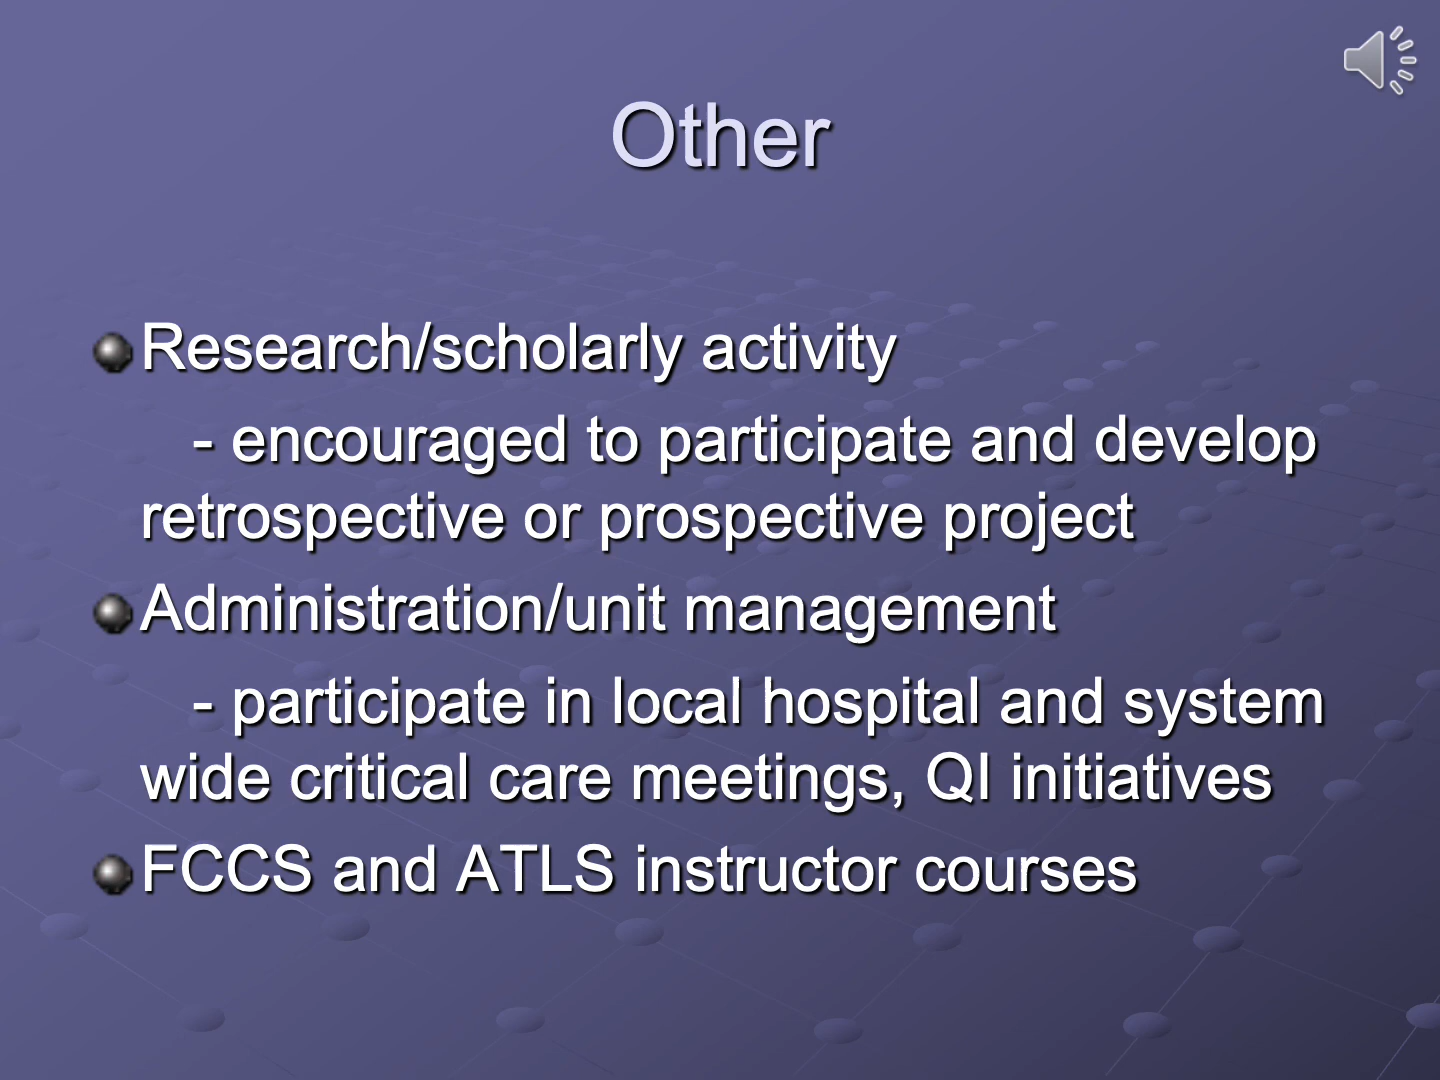 Other
Research/scholarly activity
- encouraged to participate and develop
retrospective or prospective project
Administration/unit management
- participate in local hospital and system
wide critical care meetings, QI initiatives
FCCS and ATLS instructor courses